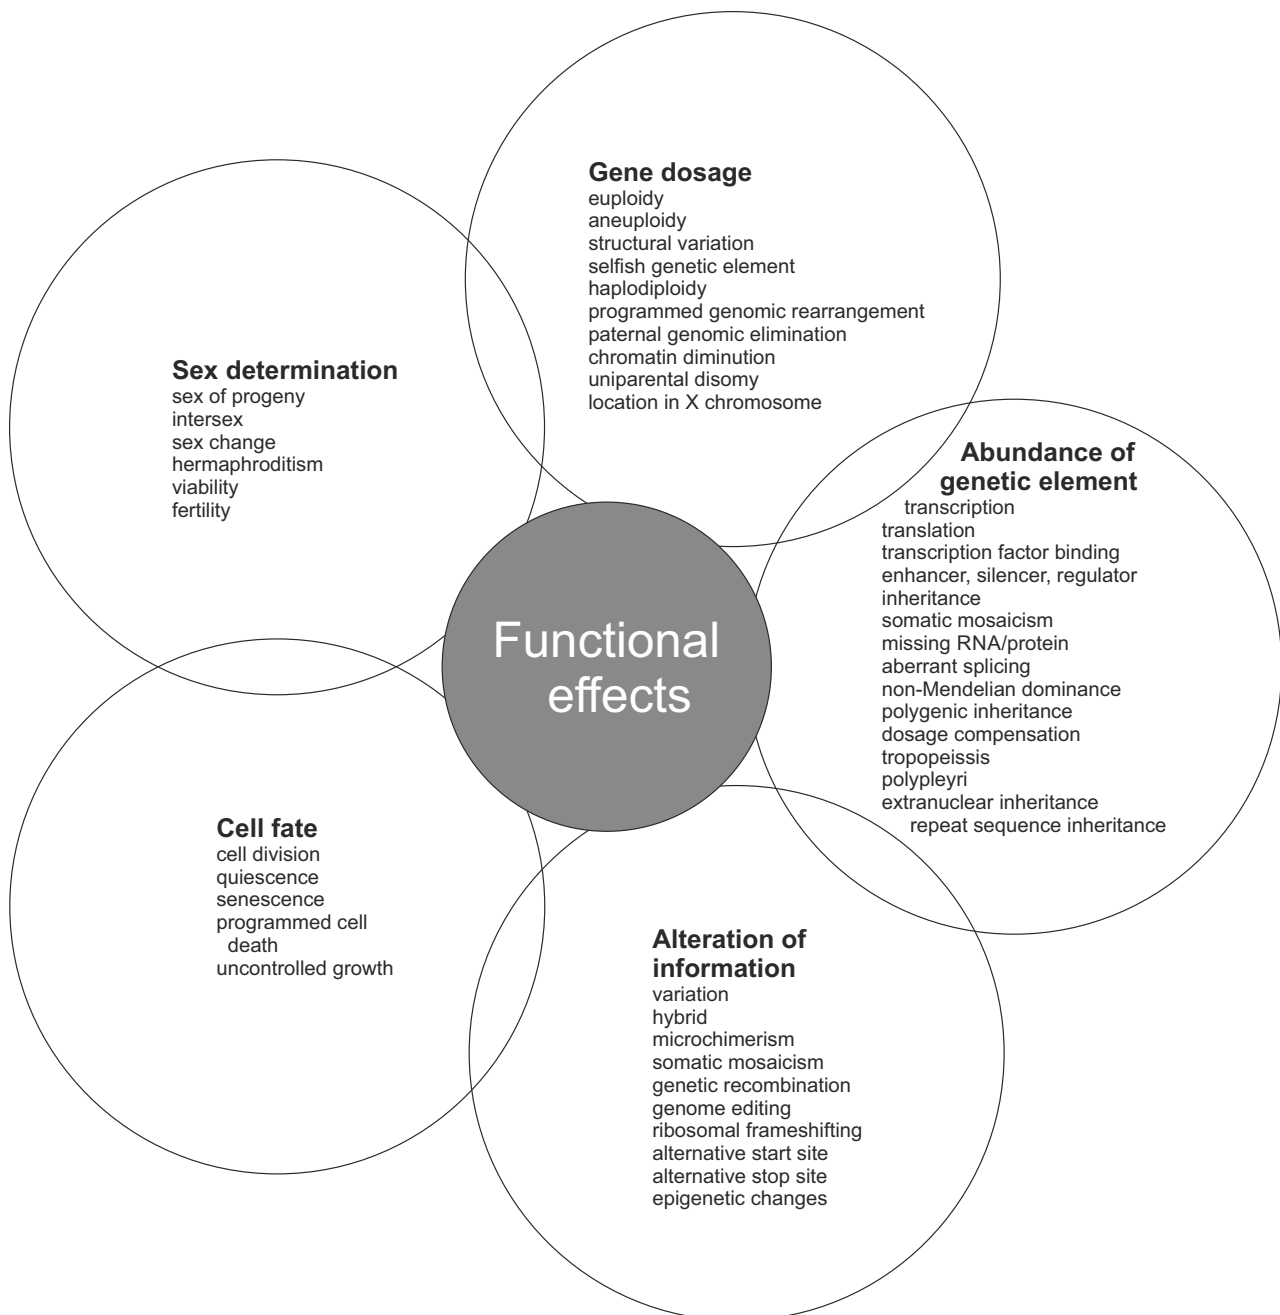 Gene dosage
euploidy
aneuploidy
structural variation
selfish genetic element
haplodiploidy
programmed genomic rearrangement
paternal genomic elimination
chromatin diminution
uniparental disomy
location in X chromosome
Sex determination
sex of progeny
intersex
sex change
hermaphroditism
viability
fertility
Abundance of
genetic element
transcription
translation
transcription factor binding
enhancer, silencer, regulator
inheritance
somatic mosaicism
missing RNA/protein
aberrant splicing
non-Mendelian dominance
polygenic inheritance
dosage compensation
tropopeissis
polypleyri
extranuclear inheritance
repeat sequence inheritance
Functional
effects
Cell fate
cell division
quiescence
senescence
programmed cell
death
uncontrolled growth
Alteration of
information
variation
hybrid
microchimerism
somatic mosaicism
genetic recombination
genome editing
ribosomal frameshifting
alternative start site
alternative stop site
epigenetic changes